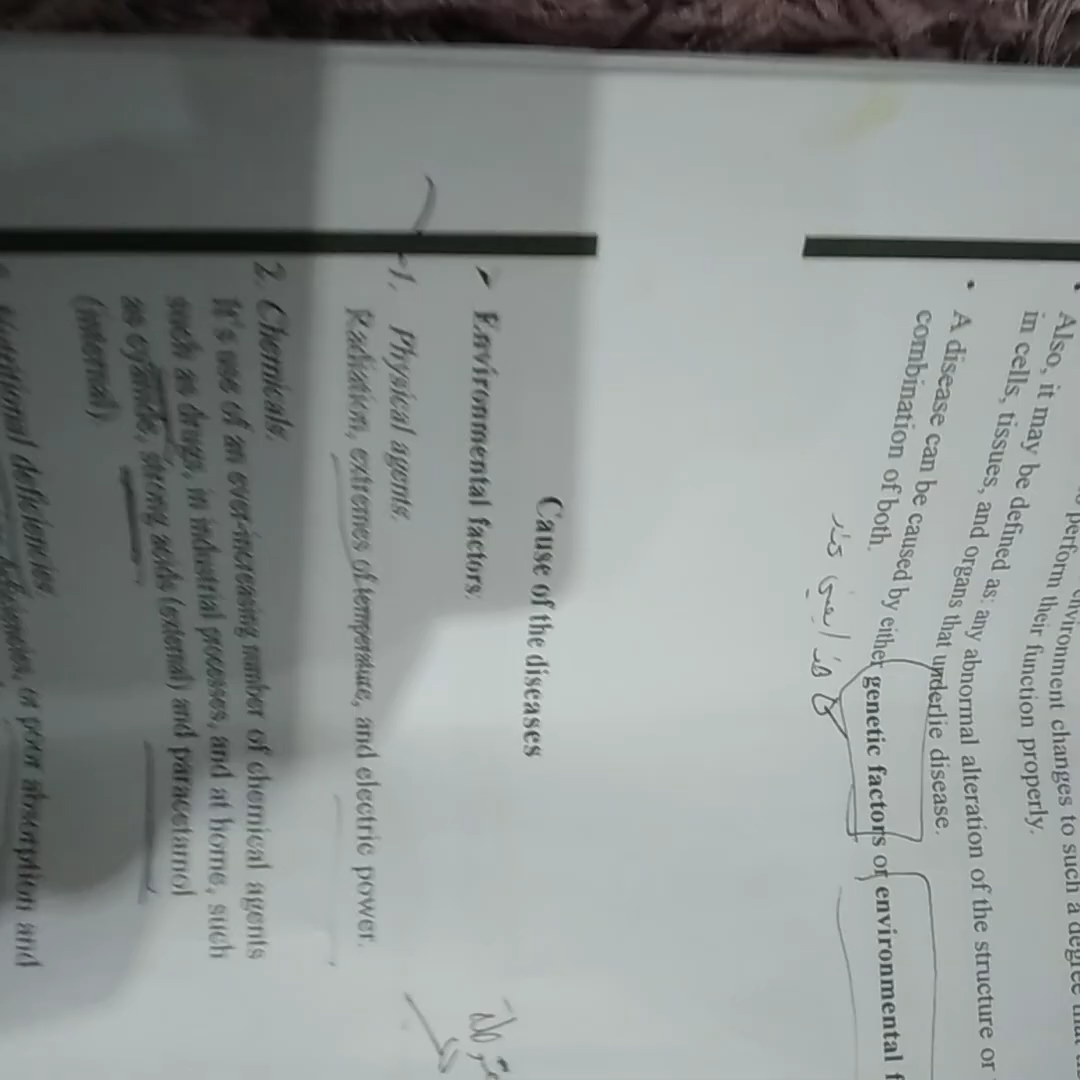 environment changes to such a degree that
perform their function properly.
Also, it may be defined as: any abnormal alteration of the structure or
in cells, tissues, and organs that underlie disease.
• A disease can be caused by either genetic factors or environmental f
combination of both.
Cause of the diseases
Environmental factors:
1. Physical agents.
Radiation, extremes of temperature, and electric power.
2. Chemicals.
It's use of an ever-increasing number of chemical agents
such as drugs, in industrial processes, and at home, such
as cyanide, strong acids (external) and paracetamol
(internal).
Nutritional deficiencies
or poor absorption and